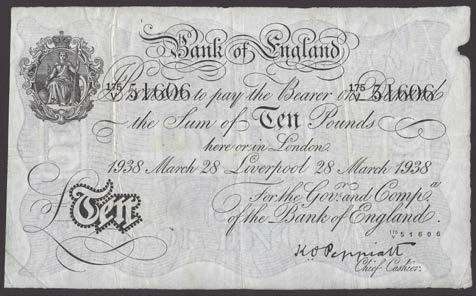 Bank of England
175/V 51606 to pay the Bearer on Demand 175/V 51606
the Sum of Ten Pounds
here or in London
1938 March 28 Liverpool 28 March 1938
For the Govr. and Compa.
of the Bank of England.
Ten
175/V 51606
K.O. Peppiatt
Chief Cashier.